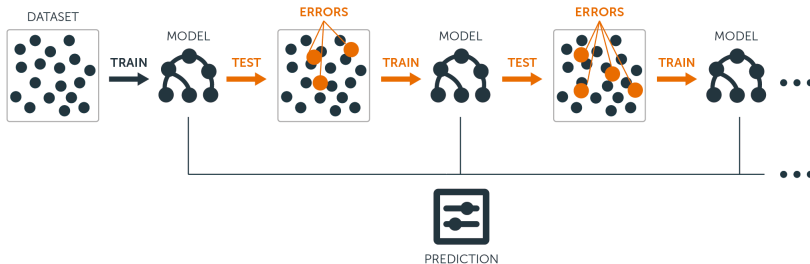 DATASET
TRAIN
MODEL
TEST
ERRORS
TRAIN
MODEL
TEST
ERRORS
TRAIN
MODEL
PREDICTION